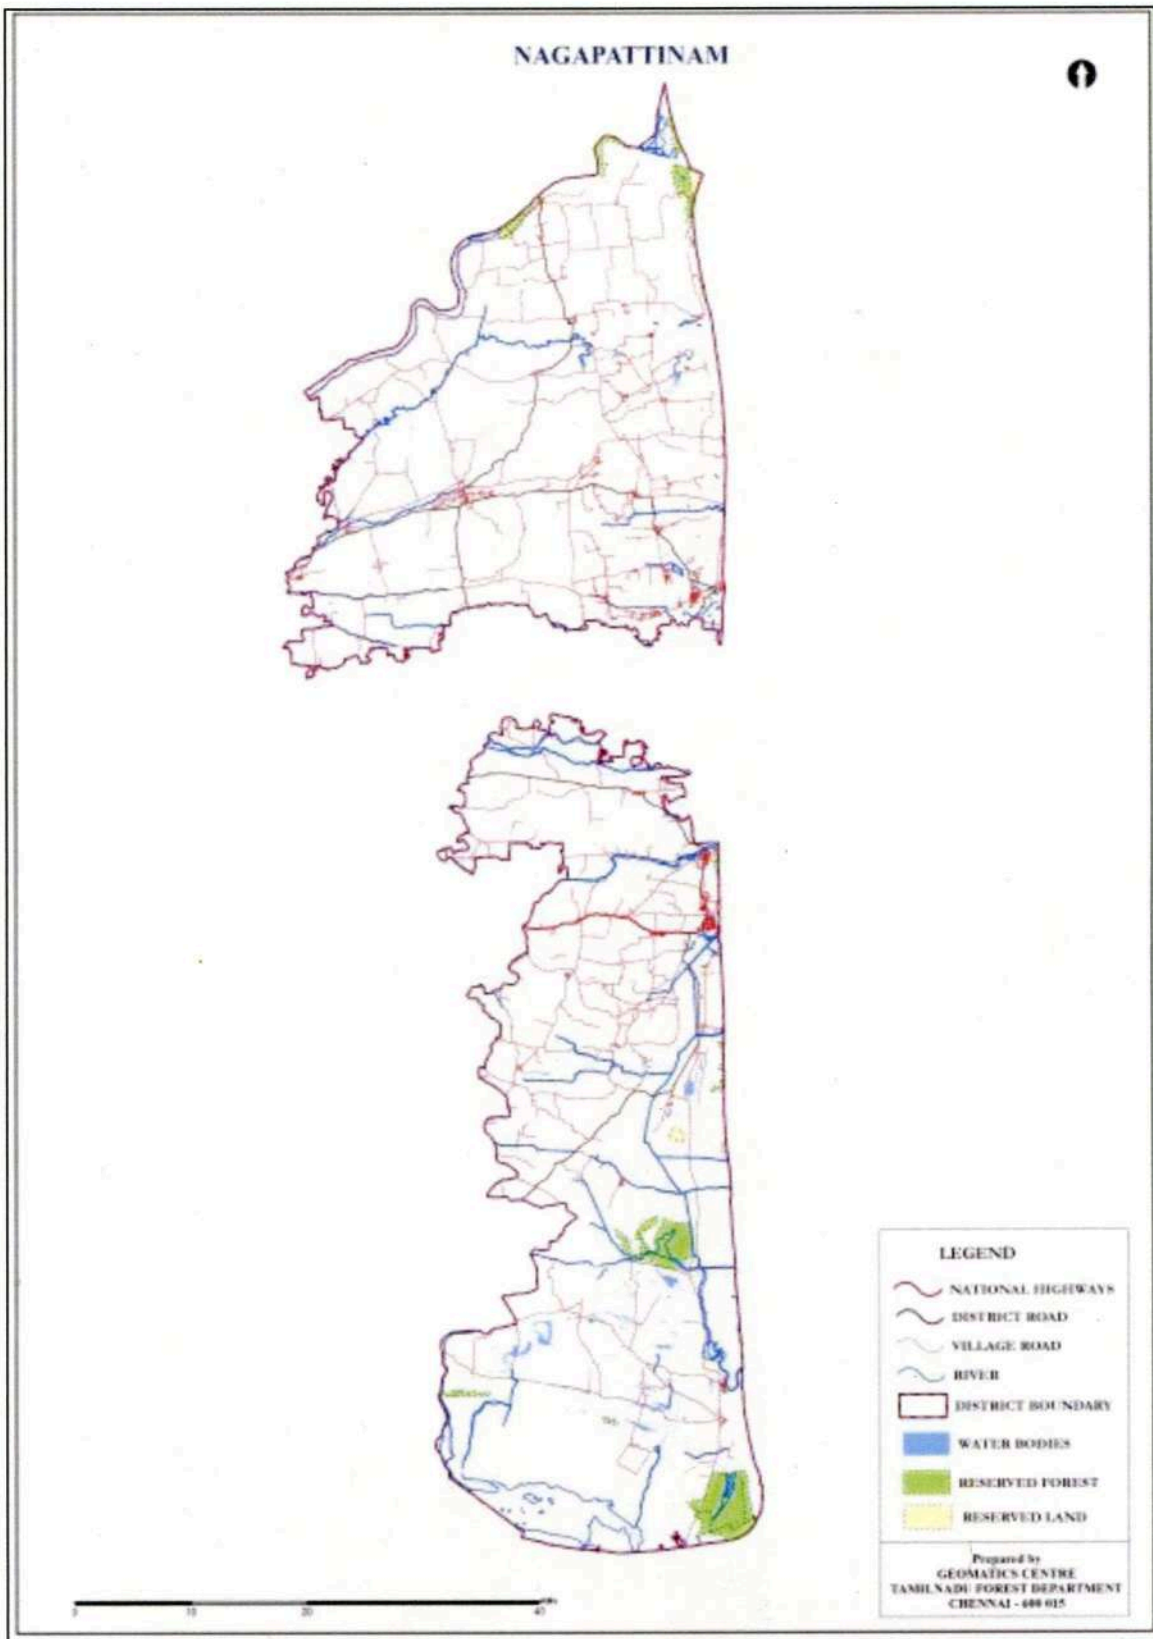 NAGAPATTINAM
LEGEND
NATIONAL HIGHWAYS
DISTRICT ROAD
VILLAGE ROAD
RIVER
DISTRICT BOUNDARY
WATER BODIES
RESERVED FOREST
RESERVED LAND
Prepared by
GEOMATICS CENTRE
TAMILNADU FOREST DEPARTMENT
CHENNAI - 600 015
0 10 20 40